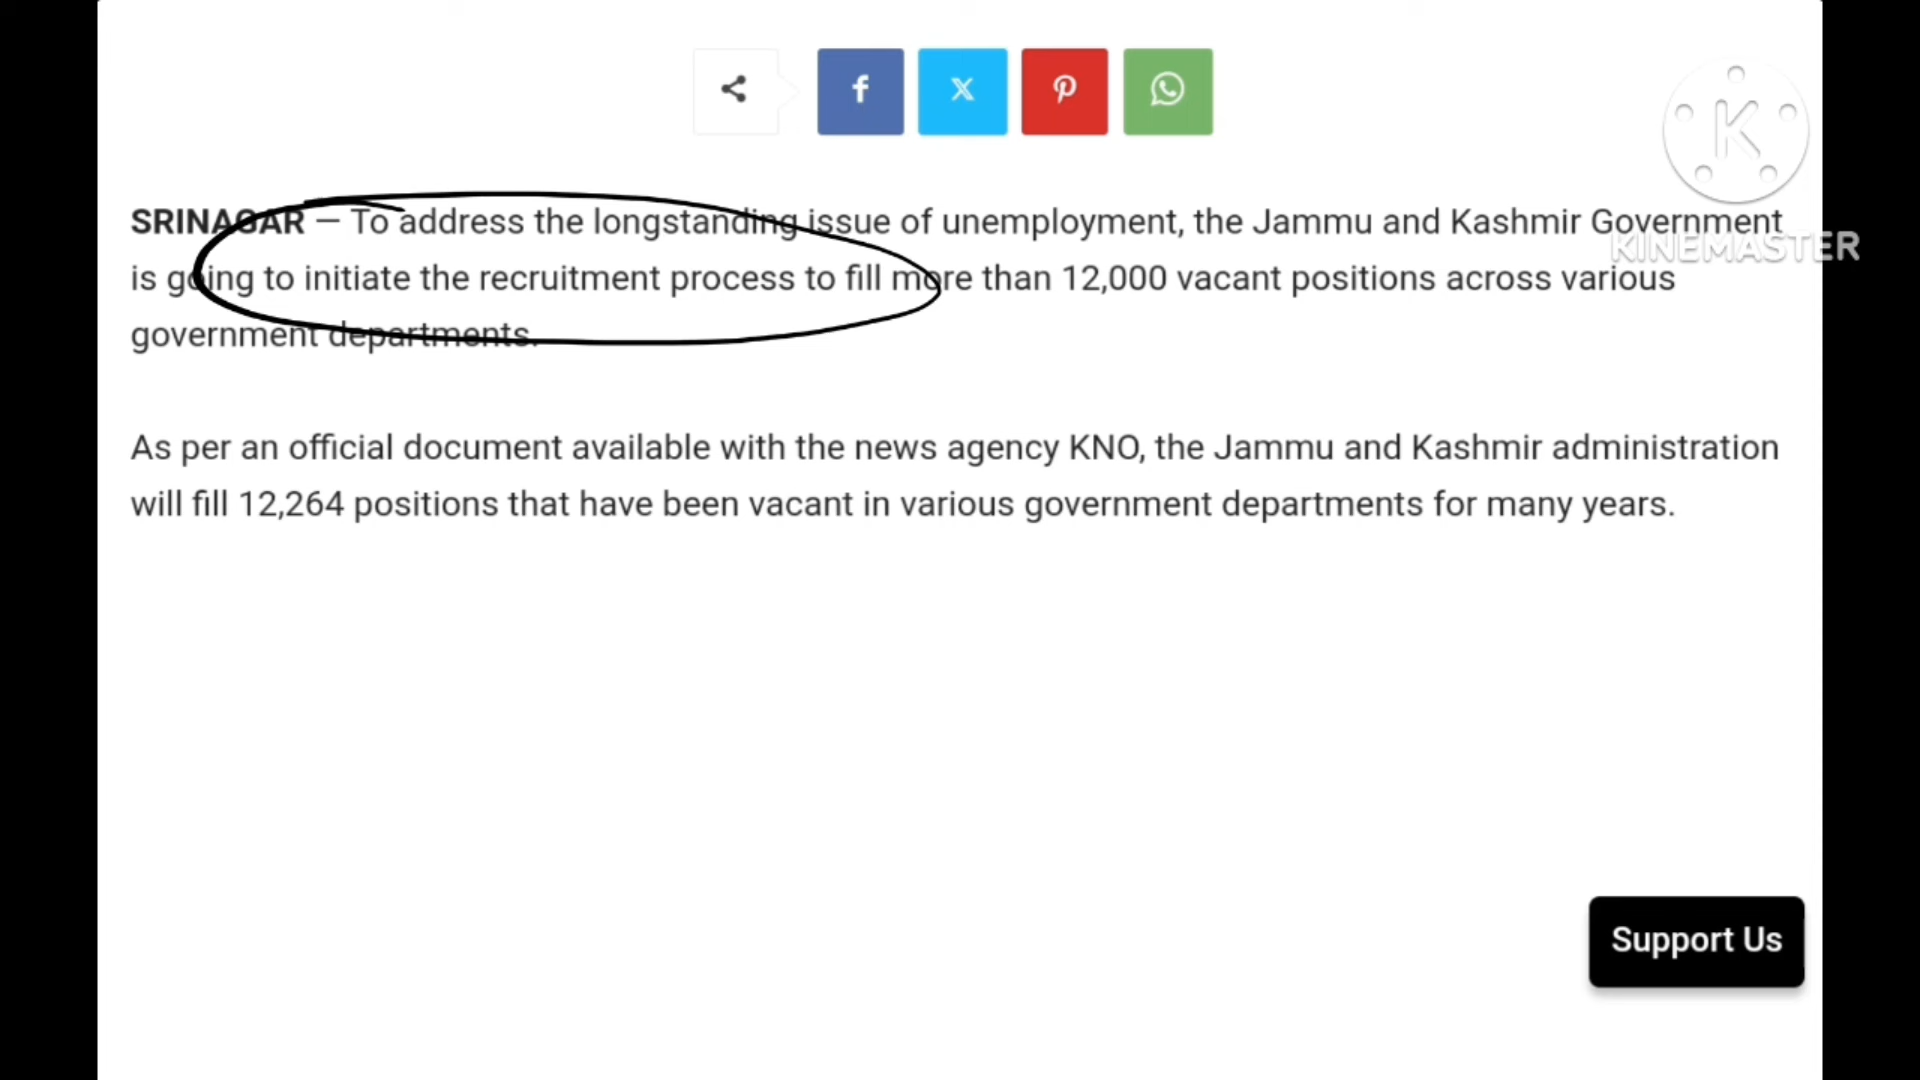 SRINAGAR — To address the longstanding issue of unemployment, the Jammu and Kashmir Government
is going to initiate the recruitment process to fill more than 12,000 vacant positions across various
government departments.
As per an official document available with the news agency KNO, the Jammu and Kashmir administration
will fill 12,264 positions that have been vacant in various government departments for many years.
K
KINEMASTER
Support Us